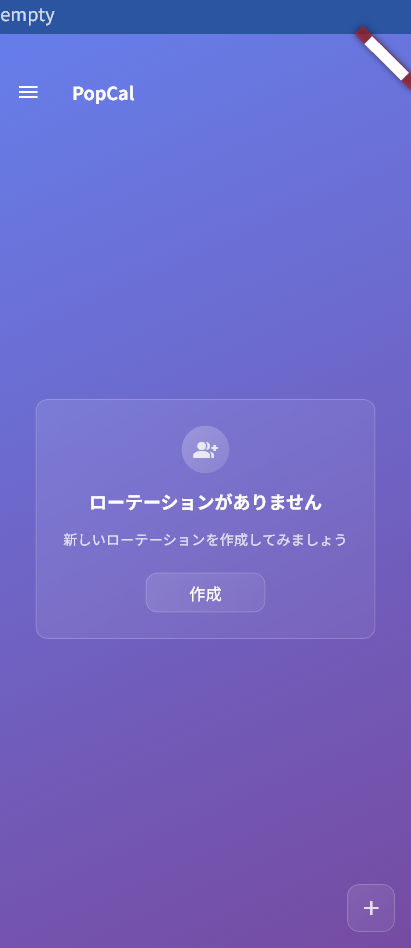 empty
PopCal
ローテーションがありません
新しいローテーションを作成してみましょう
作成